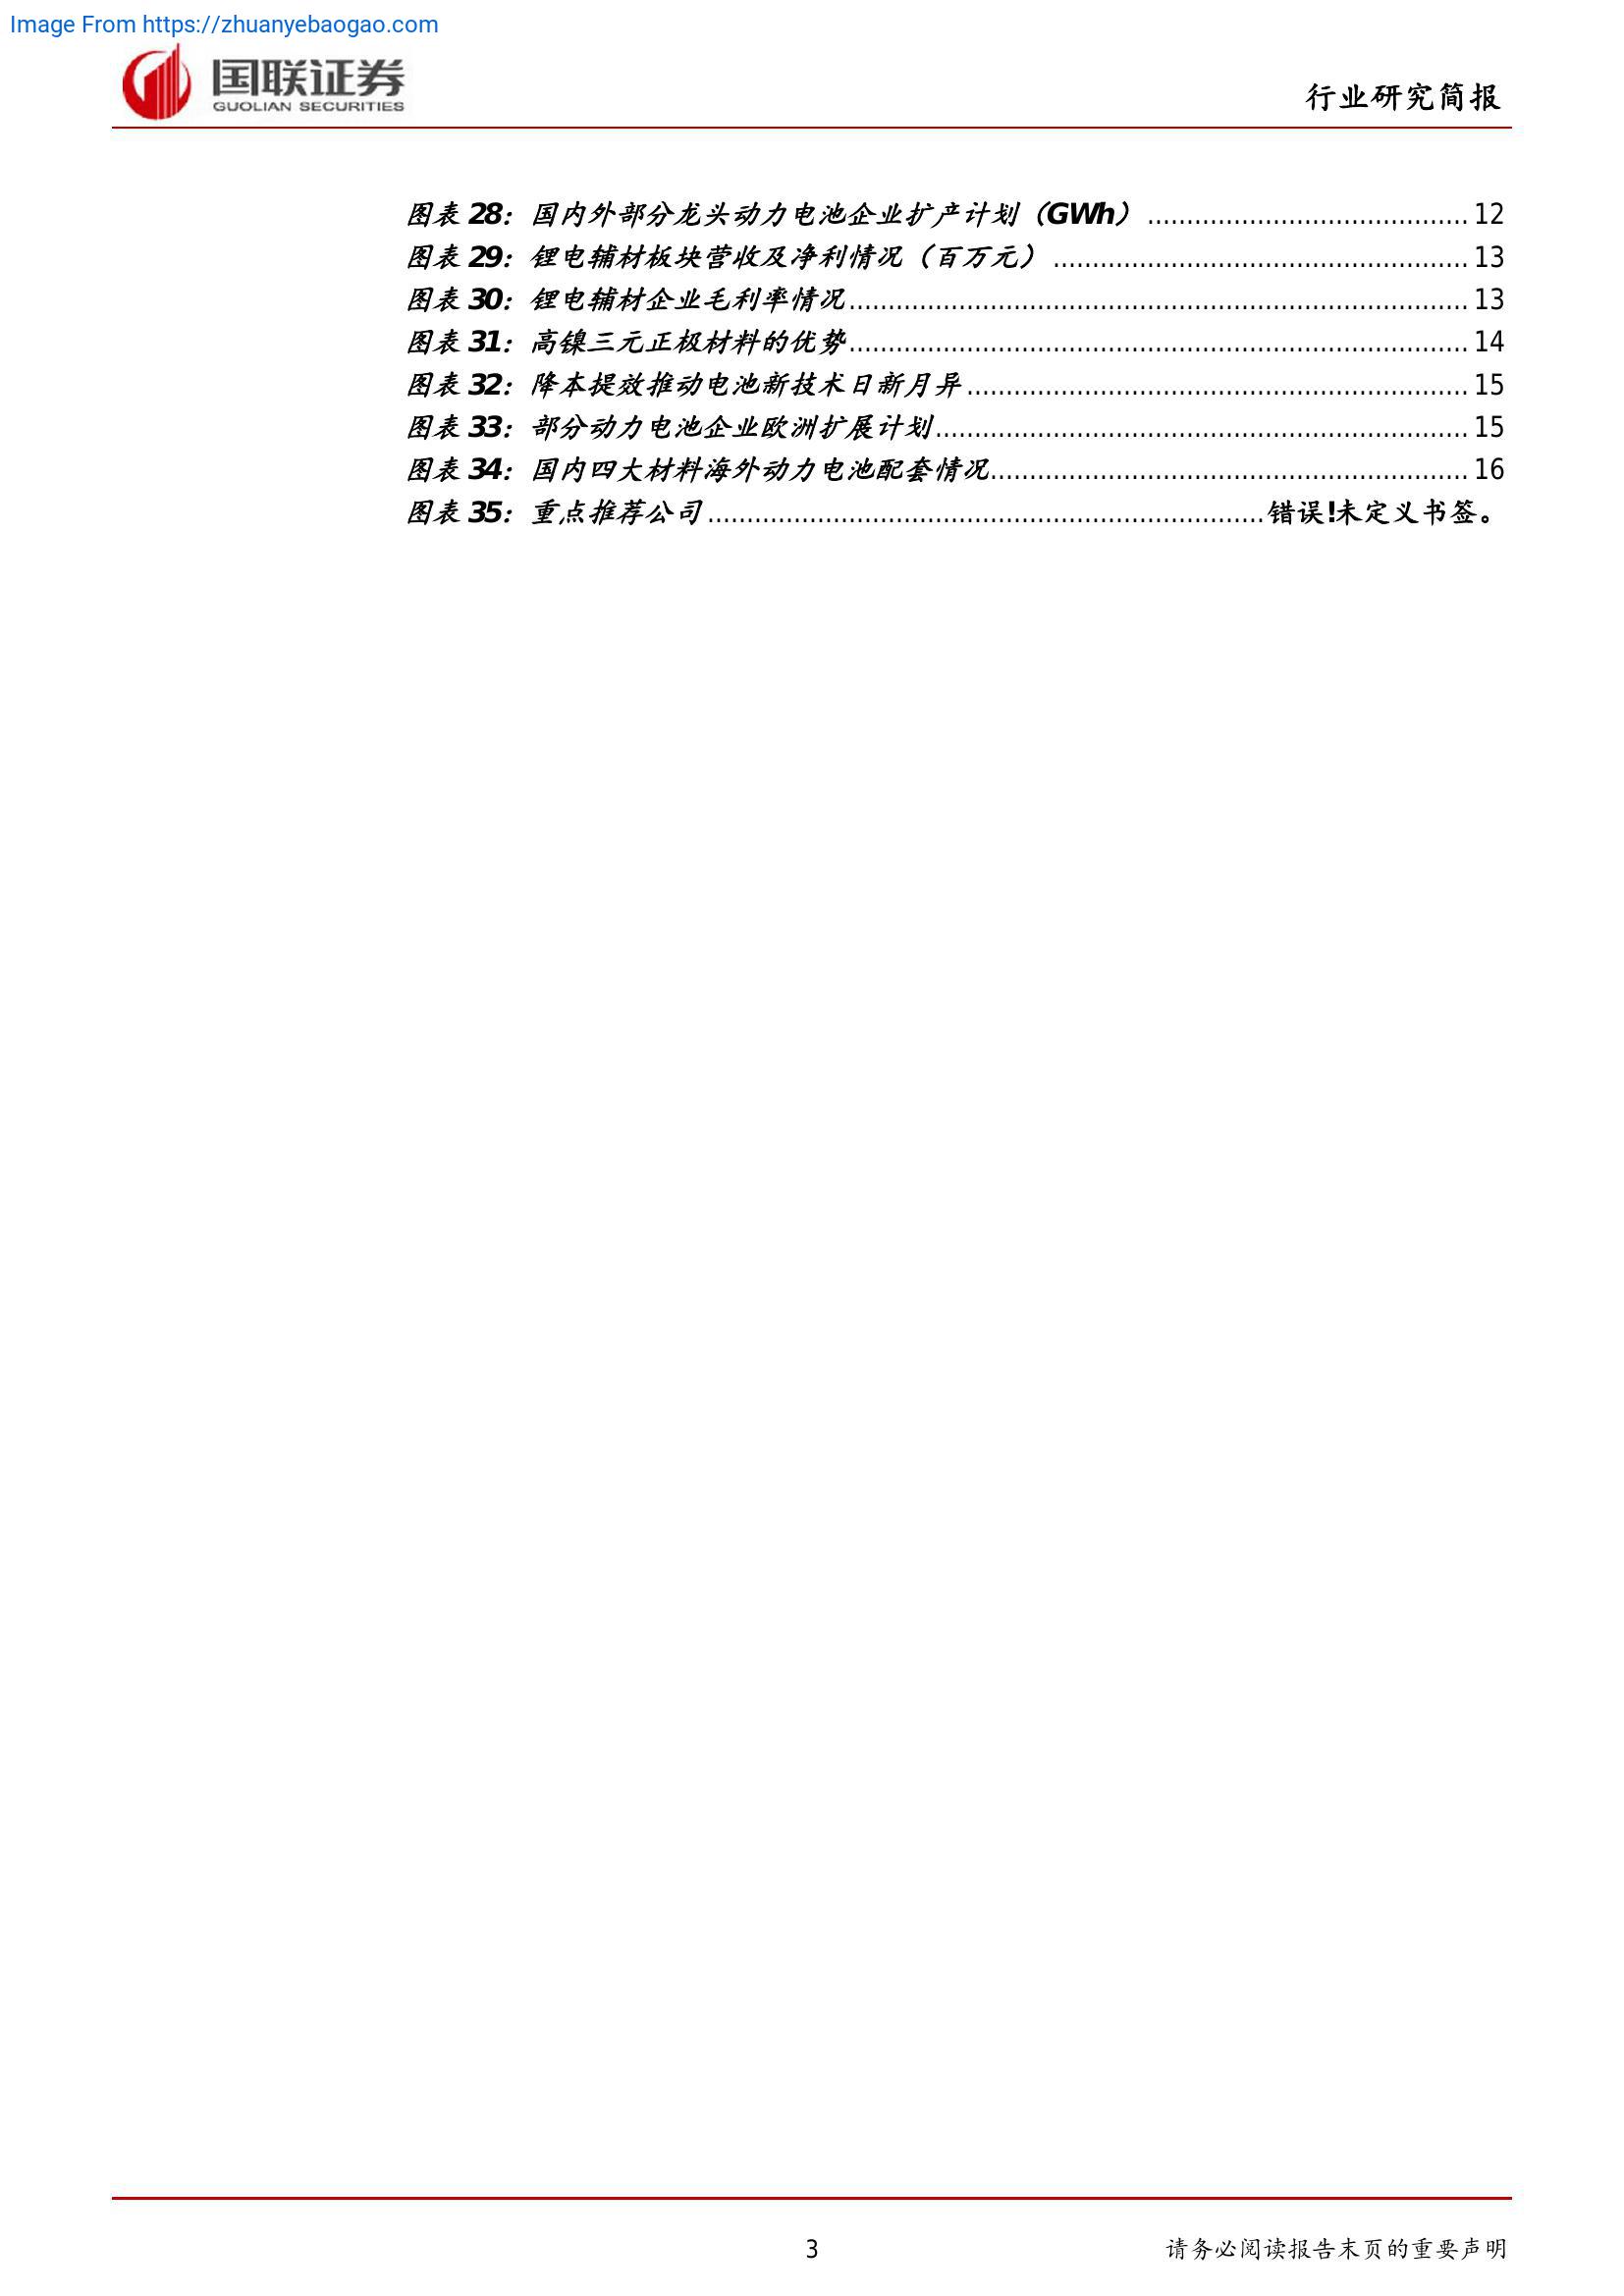 Image From https://zhuanyebaogao.com
国联证券
GUOLIAN SECURITIES
行业研究简报
图表 28：国内外部分龙头动力电池企业扩产计划（GWh）.........................................12
图表 29：锂电辅材板块营收及净利情况（百万元）.....................................................13
图表 30：锂电辅材企业毛利率情况...............................................................................13
图表 31：高镍三元正极材料的优势...............................................................................14
图表 32：降本提效推动电池新技术日新月异................................................................15
图表 33：部分动力电池企业欧洲扩展计划....................................................................15
图表 34：国内四大材料海外动力电池配套情况.............................................................16
图表 35：重点推荐公司.......................................................................错误!未定义书签。
3
请务必阅读报告末页的重要声明